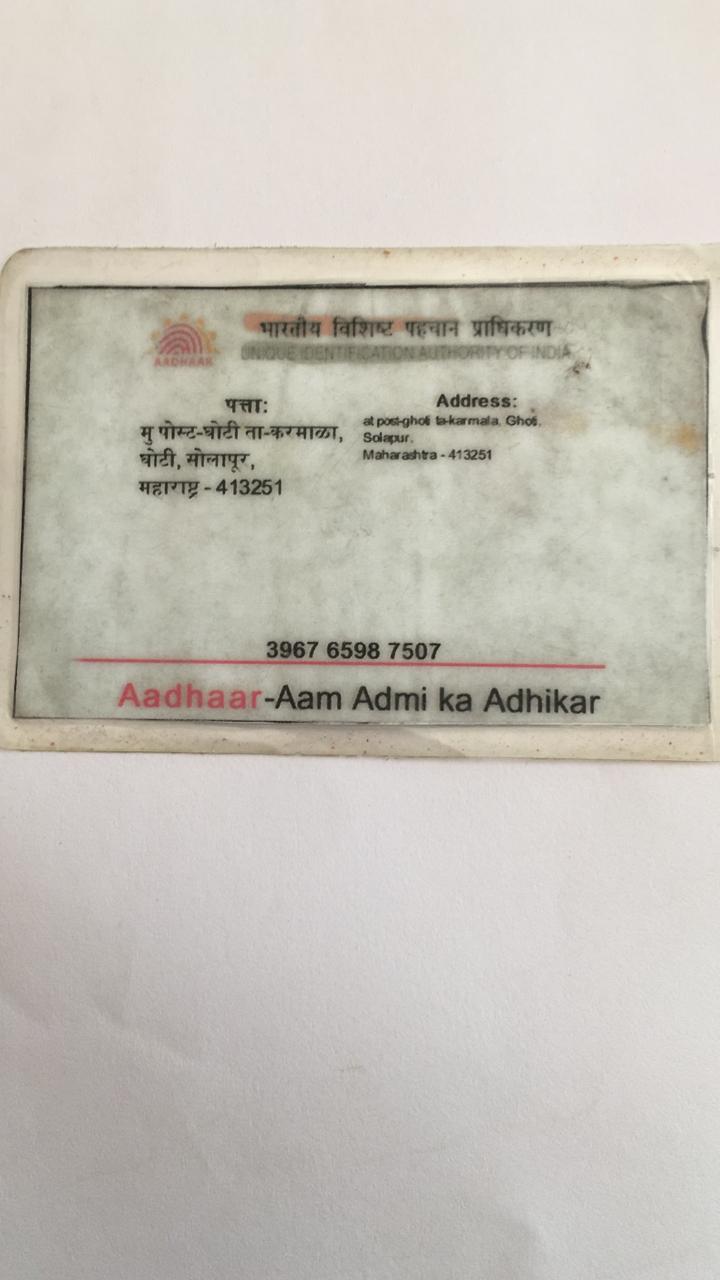 भारतीय विशिष्ट पहचान प्राधिकरण
UNIQUE IDENTIFICATION AUTHORITY OF INDIA
AADHAAR
पत्ता:
मु पोस्ट-घोटी ता-करमाळा,
घोटी, सोलापूर,
महाराष्ट्र - 413251
Address:
at post-ghoti ta-karmala, Ghoti,
Solapur,
Maharashtra - 413251
3967 6598 7507
Aadhaar-Aam Admi ka Adhikar